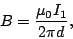 B = \frac{\mu_0 I_1}{2\pi d},